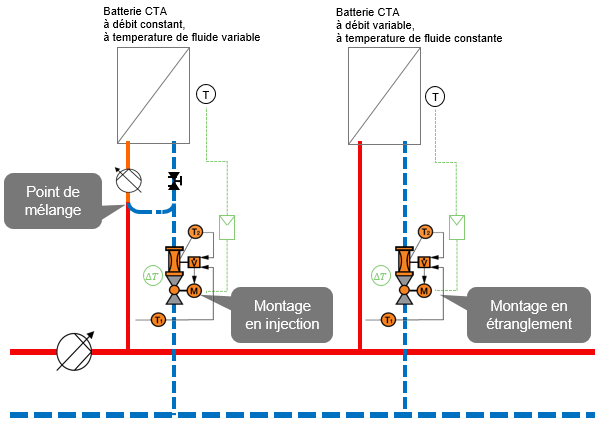 Batterie CTA
à débit constant,
à temperature de fluide variable
Batterie CTA
à débit variable,
à temperature de fluide constante
T
T
Point de
mélange
T2
V
ΔT
M
T1
Montage
en injection
T2
V
ΔT
M
T1
Montage en
étranglement